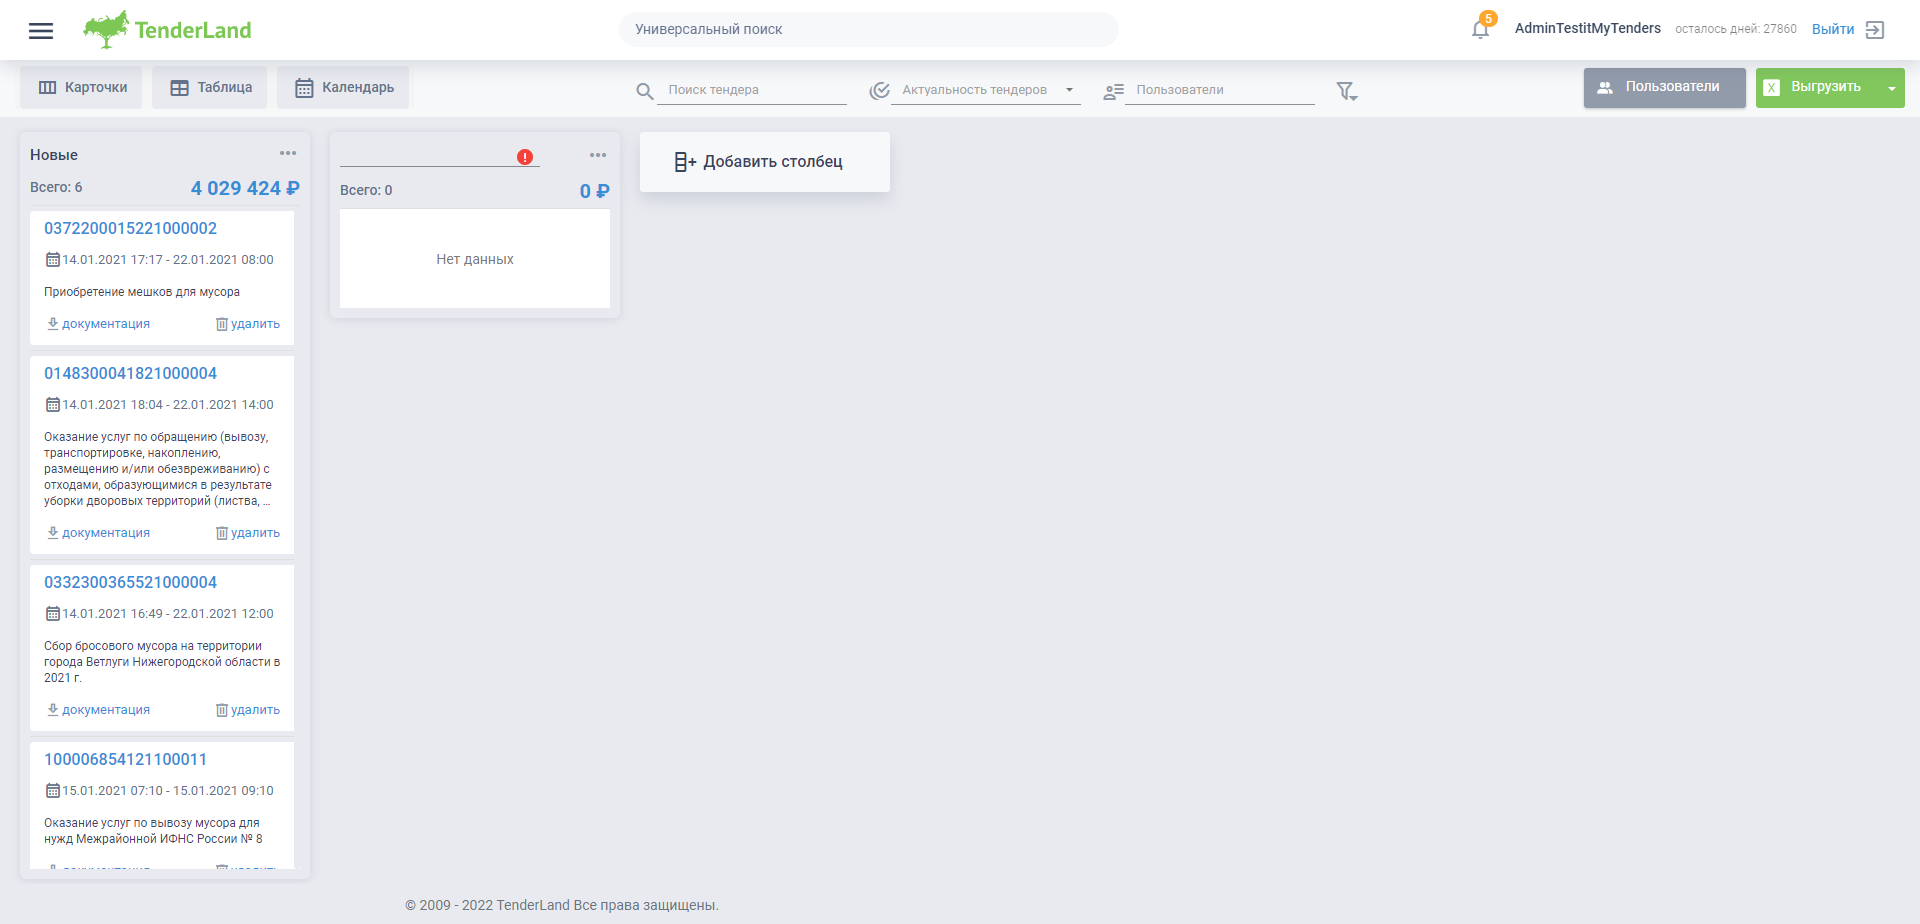 TenderLand
Универсальный поиск
5
AdminTestitMyTenders
осталось дней: 27860
Выйти
Карточки
Таблица
Календарь
Поиск тендера
Актуальность тендеров
Пользователи
Пользователи
X
Выгрузить
Новые
Всего: 6
4 029 424 ₽
0372200015221000002
14.01.2021 17:17 - 22.01.2021 08:00
Приобретение мешков для мусора
документация
удалить
0148300041821000004
14.01.2021 18:04 - 22.01.2021 14:00
Оказание услуг по обращению (вывозу,
транспортировке, накоплению,
размещению и/или обезвреживанию) с
отходами, образующимися в результате
уборки дворовых территорий (листва, ...
документация
удалить
0332300365521000004
14.01.2021 16:49 - 22.01.2021 12:00
Сбор бросового мусора на территории
города Ветлуги Нижегородской области в
2021 г.
документация
удалить
100006854121100011
15.01.2021 07:10 - 15.01.2021 09:10
Оказание услуг по вывозу мусора для
нужд Межрайонной ИФНС России № 8
!
Всего: 0
0 ₽
Нет данных
Добавить столбец
© 2009 - 2022 TenderLand Все права защищены.